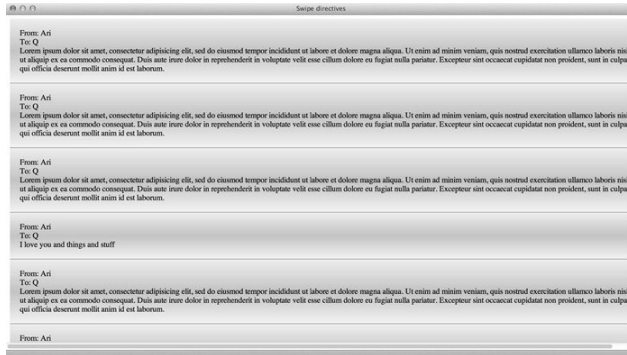 Swipe directives
From: Ari
To: Q
Lorem ipsum dolor sit amet, consectetur adipisicing elit, sed do eiusmod tempor incididunt ut labore et dolore magna aliqua. Ut enim ad minim veniam, quis nostrud exercitation ullamco laboris nisi
ut aliquip ex ea commodo consequat. Duis aute irure dolor in reprehenderit in voluptate velit esse cillum dolore eu fugiat nulla pariatur. Excepteur sint occaecat cupidatat non proident, sunt in culpa
qui officia deserunt mollit anim id est laborum.
From: Ari
To: Q
Lorem ipsum dolor sit amet, consectetur adipisicing elit, sed do eiusmod tempor incididunt ut labore et dolore magna aliqua. Ut enim ad minim veniam, quis nostrud exercitation ullamco laboris nisi
ut aliquip ex ea commodo consequat. Duis aute irure dolor in reprehenderit in voluptate velit esse cillum dolore eu fugiat nulla pariatur. Excepteur sint occaecat cupidatat non proident, sunt in culpa
qui officia deserunt mollit anim id est laborum.
From: Ari
To: Q
Lorem ipsum dolor sit amet, consectetur adipisicing elit, sed do eiusmod tempor incididunt ut labore et dolore magna aliqua. Ut enim ad minim veniam, quis nostrud exercitation ullamco laboris nisi
ut aliquip ex ea commodo consequat. Duis aute irure dolor in reprehenderit in voluptate velit esse cillum dolore eu fugiat nulla pariatur. Excepteur sint occaecat cupidatat non proident, sunt in culpa
qui officia deserunt mollit anim id est laborum.
From: Ari
To: Q
I love you and things and stuff
From: Ari
To: Q
Lorem ipsum dolor sit amet, consectetur adipisicing elit, sed do eiusmod tempor incididunt ut labore et dolore magna aliqua. Ut enim ad minim veniam, quis nostrud exercitation ullamco laboris nisi
ut aliquip ex ea commodo consequat. Duis aute irure dolor in reprehenderit in voluptate velit esse cillum dolore eu fugiat nulla pariatur. Excepteur sint occaecat cupidatat non proident, sunt in culpa
qui officia deserunt mollit anim id est laborum.
From: Ari